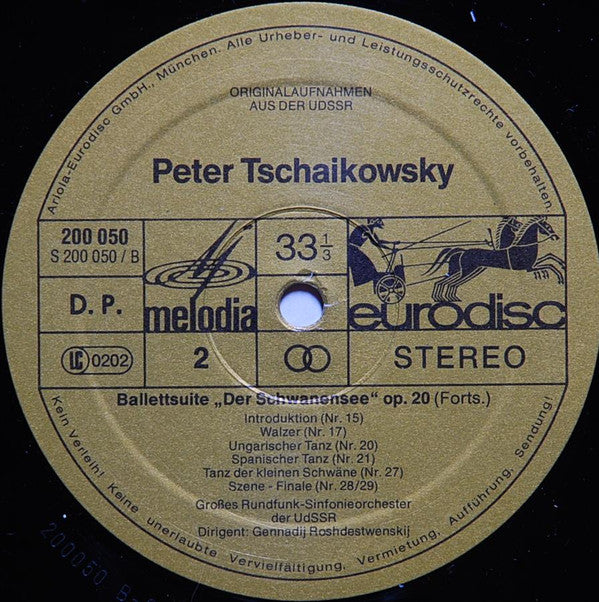 Ariola-Eurodisc GmbH., München. Alle Urheber- und Leistungsschutzrechte vorbehalten.
ORIGINALAUFNAHMEN
AUS DER UDSSR
Peter Tschaikowsky
200 050
S 200 050 / B
D. P.
LC 0202
melodia
2
33 1/3
eurodisc
STEREO
Ballettsuite „Der Schwanensee“ op. 20 (Forts.)
Introduktion (Nr. 15)
Walzer (Nr. 17)
Ungarischer Tanz (Nr. 20)
Spanischer Tanz (Nr. 21)
Tanz der kleinen Schwäne (Nr. 27)
Szene - Finale (Nr. 28/29)
Großes Rundfunk-Sinfonieorchester
der UdSSR
Dirigent: Gennadij Roshdestwenskij
Kein Verleih! Keine unerlaubte Vervielfältigung, Vermietung, Aufführung, Sendung!
200050 B-